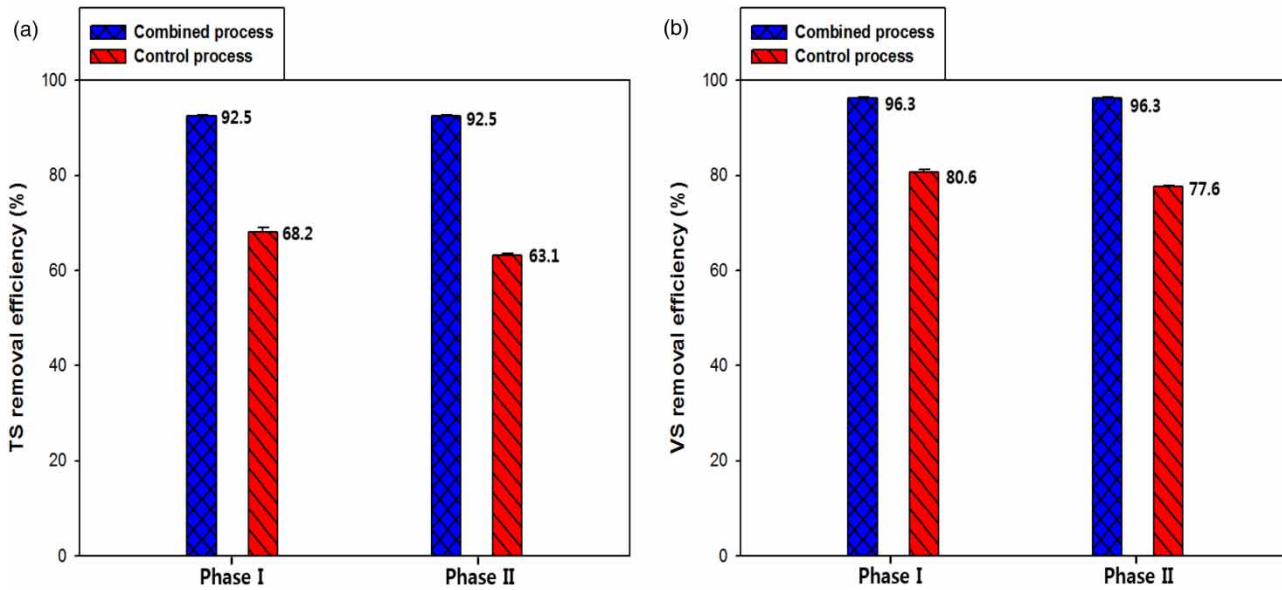 (a)
Combined process
Control process
TS removal efficiency (%)
100
80
60
40
20
0
92.5
68.2
92.5
63.1
Phase I
Phase II
(b)
Combined process
Control process
VS removal efficiency (%)
100
80
60
40
20
0
96.3
80.6
96.3
77.6
Phase I
Phase II